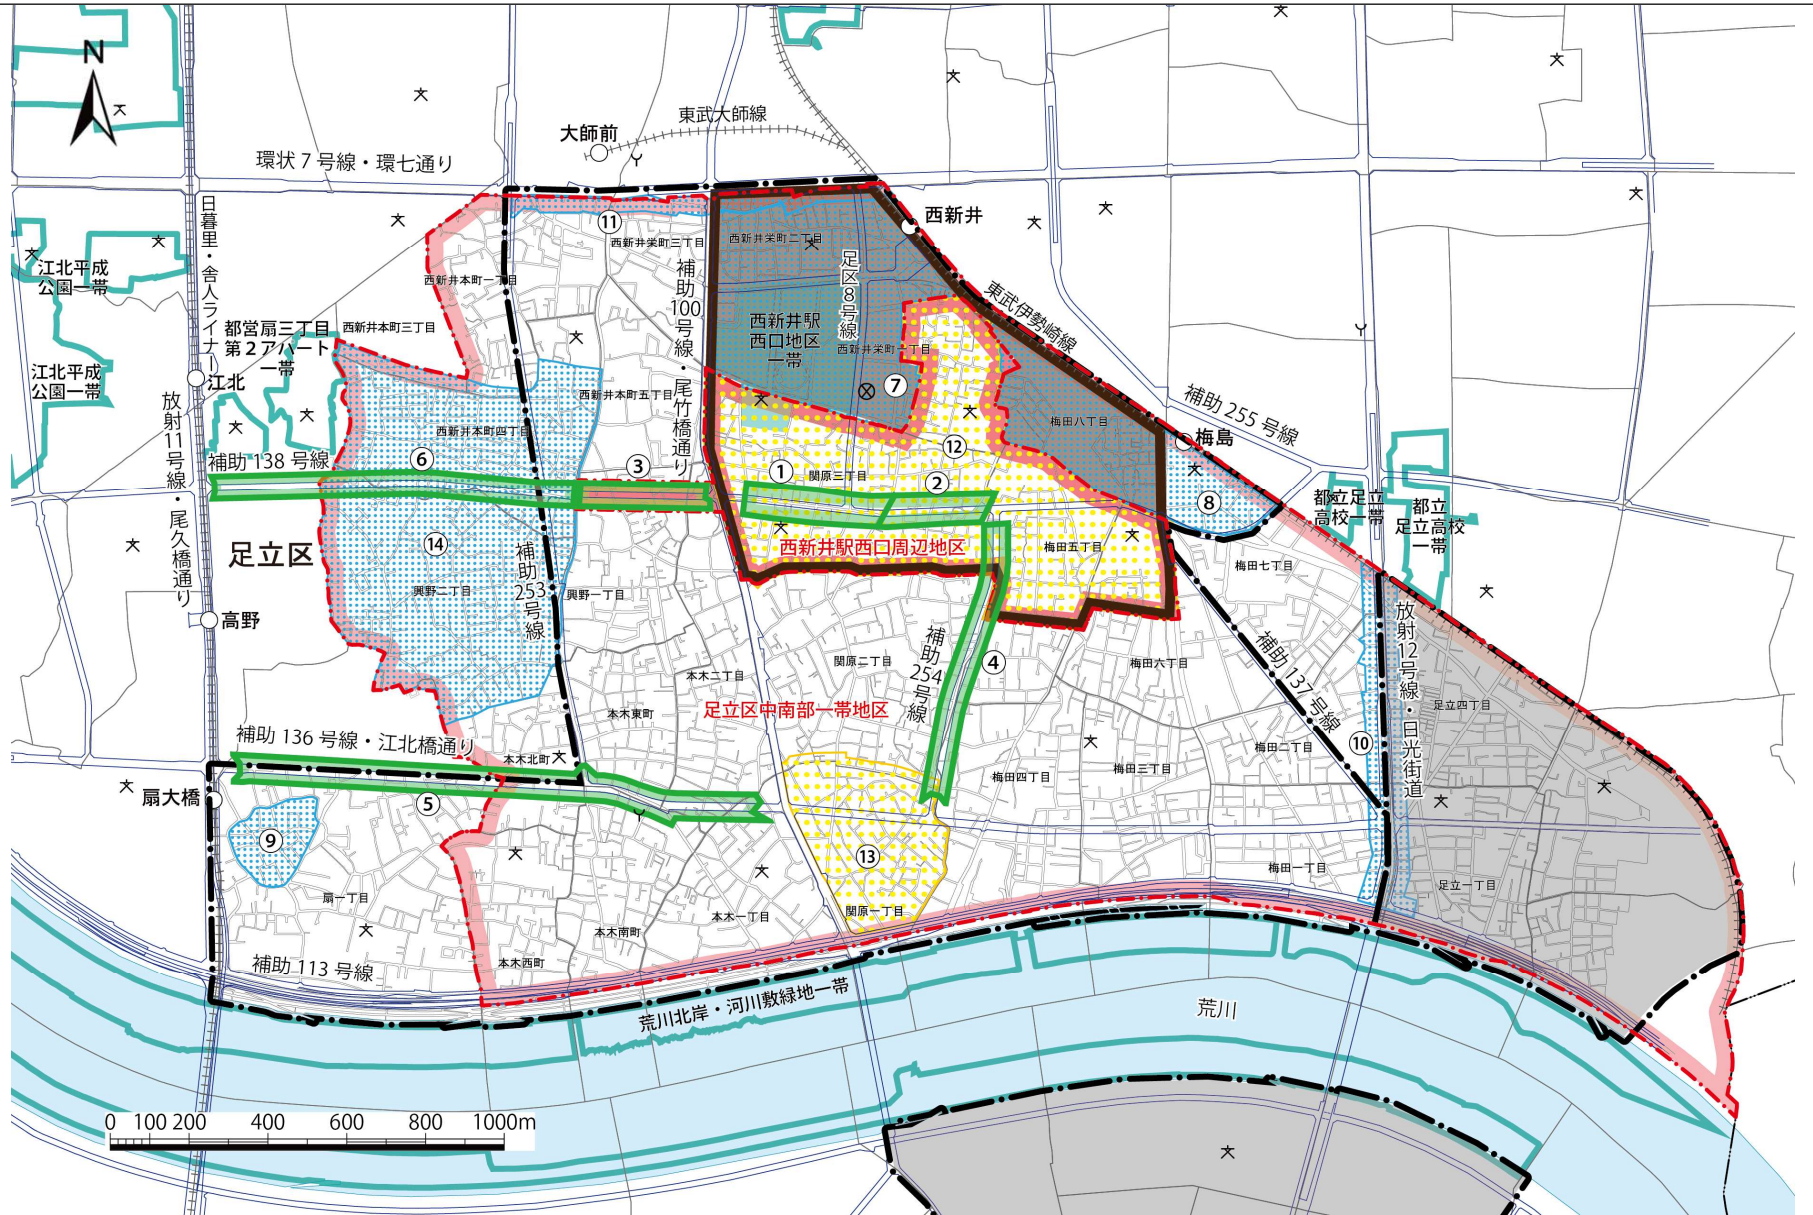 N
大師前
東武大師線
環状7号線・環七通り
日暮里・舎人ライナー
西新井
⑪
西新井栄町三丁目
西新井栄町二丁目
足区8号線
補助100号線・尾竹橋通り
西新井本町一丁目
江北平成
公園一帯
都営扇三丁目
第2アパート
一帯
西新井本町三丁目
西新井駅
西口地区
一帯
西新井栄町一丁目
東武伊勢崎線
江北平成
公園一帯
江北
放射11号線・尾久橋通り
西新井本町五丁目
⑦
補助255号線
西新井本町四丁目
梅田八丁目
梅島
⑫
補助138号線
⑥
③
①
関原三丁目
②
⑧
都立足立
高校一帯
都立
足立高校
一帯
足立区
⑭
補助253号線
西新井駅西口周辺地区
梅田五丁目
梅田七丁目
興野二丁目
興野一丁目
高野
放射12号線・日光街道
補助254号線
④
関原二丁目
梅田六丁目
補助137号線
本木二丁目
足立区中南部一帯地区
本木東町
足立四丁目
補助136号線・江北橋通り
本木北町
⑩
梅田二丁目
梅田四丁目
梅田三丁目
扇大橋
⑤
⑨
⑬
梅田一丁目
足立一丁目
扇一丁目
関原一丁目
本木一丁目
本木南町
本木西町
補助113号線
荒川北岸・河川敷緑地一帯
荒川
0 100 200 400 600 800 1000m